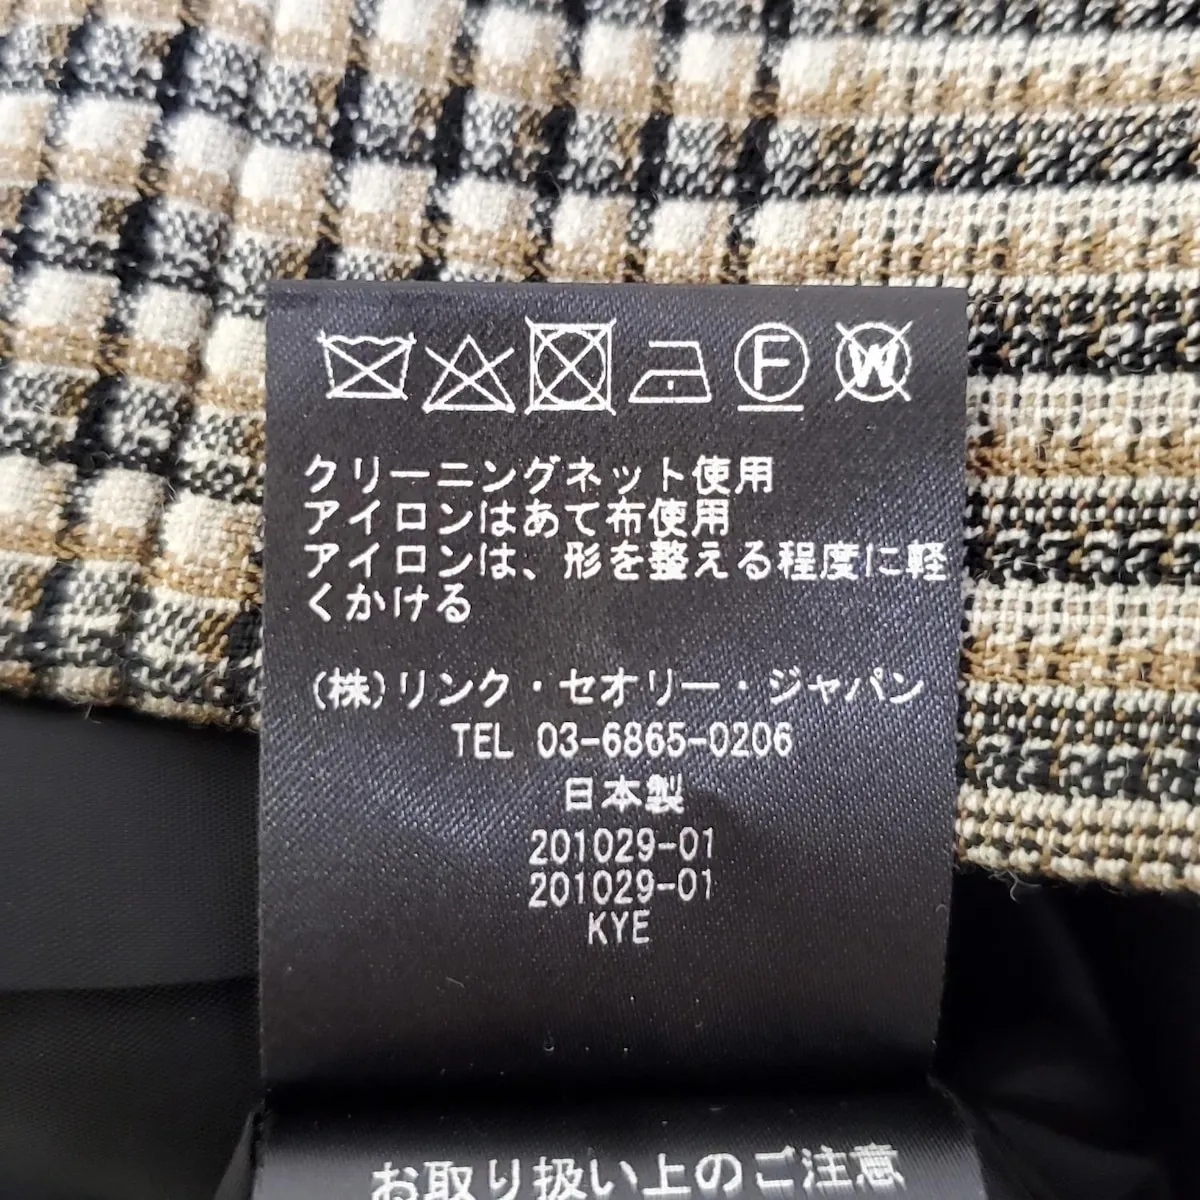 F W
クリーニングネット使用
アイロンはあて布使用
アイロンは、形を整える程度に軽
くかける
(株)リンク・セオリー・ジャパン
TEL 03-6865-0206
日本製
201029-01
201029-01
KYE
お取り扱い上のご注意